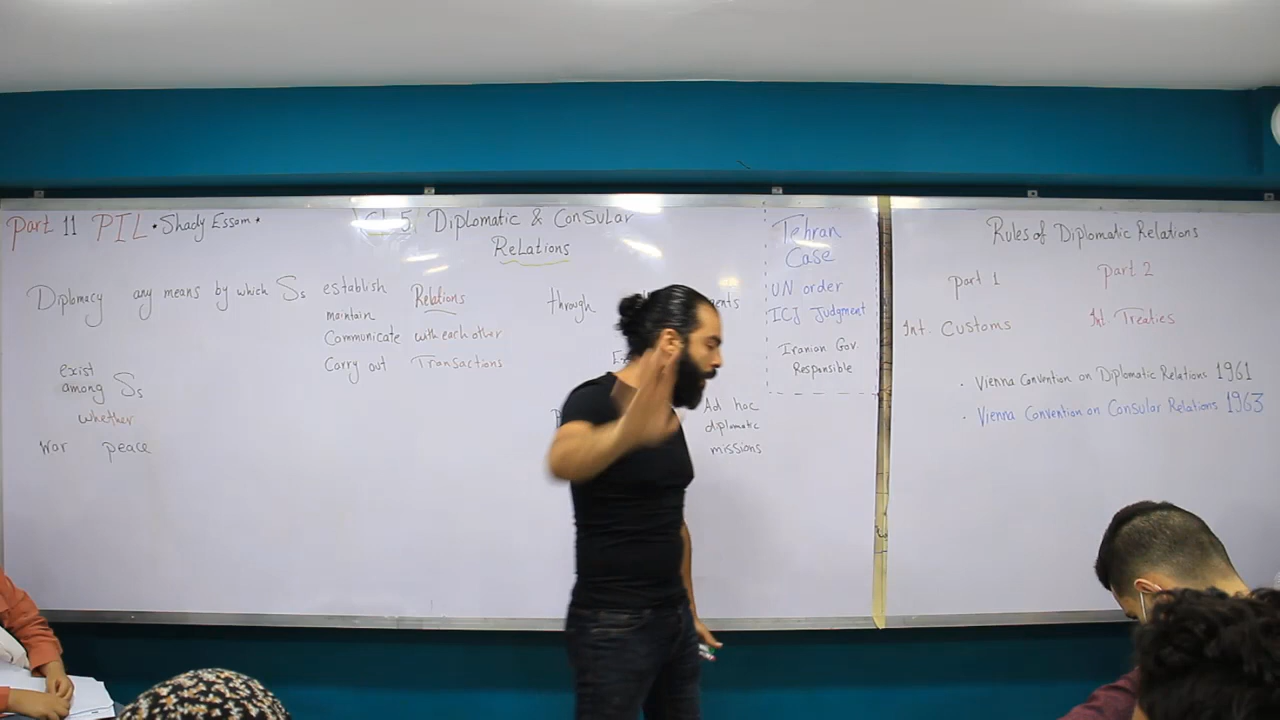 Part 11 PIL • Shady Essam •
Ch 5 Diplomatic & Consular
Relations
Diplomacy any means by which Ss establish Relations through
maintain
Communicate with each other
Carry out Transactions
exist
among Ss
whether
War peace
Ad hoc
diplomatic
missions
Tehran
Case
UN order
ICJ Judgment
Iranian Gov
Responsible
Rules of Diplomatic Relations
part 1
part 2
Int. Customs
Int Treaties
• Vienna Convention on Diplomatic Relations 1961
• Vienna Convention on Consular Relations 1963